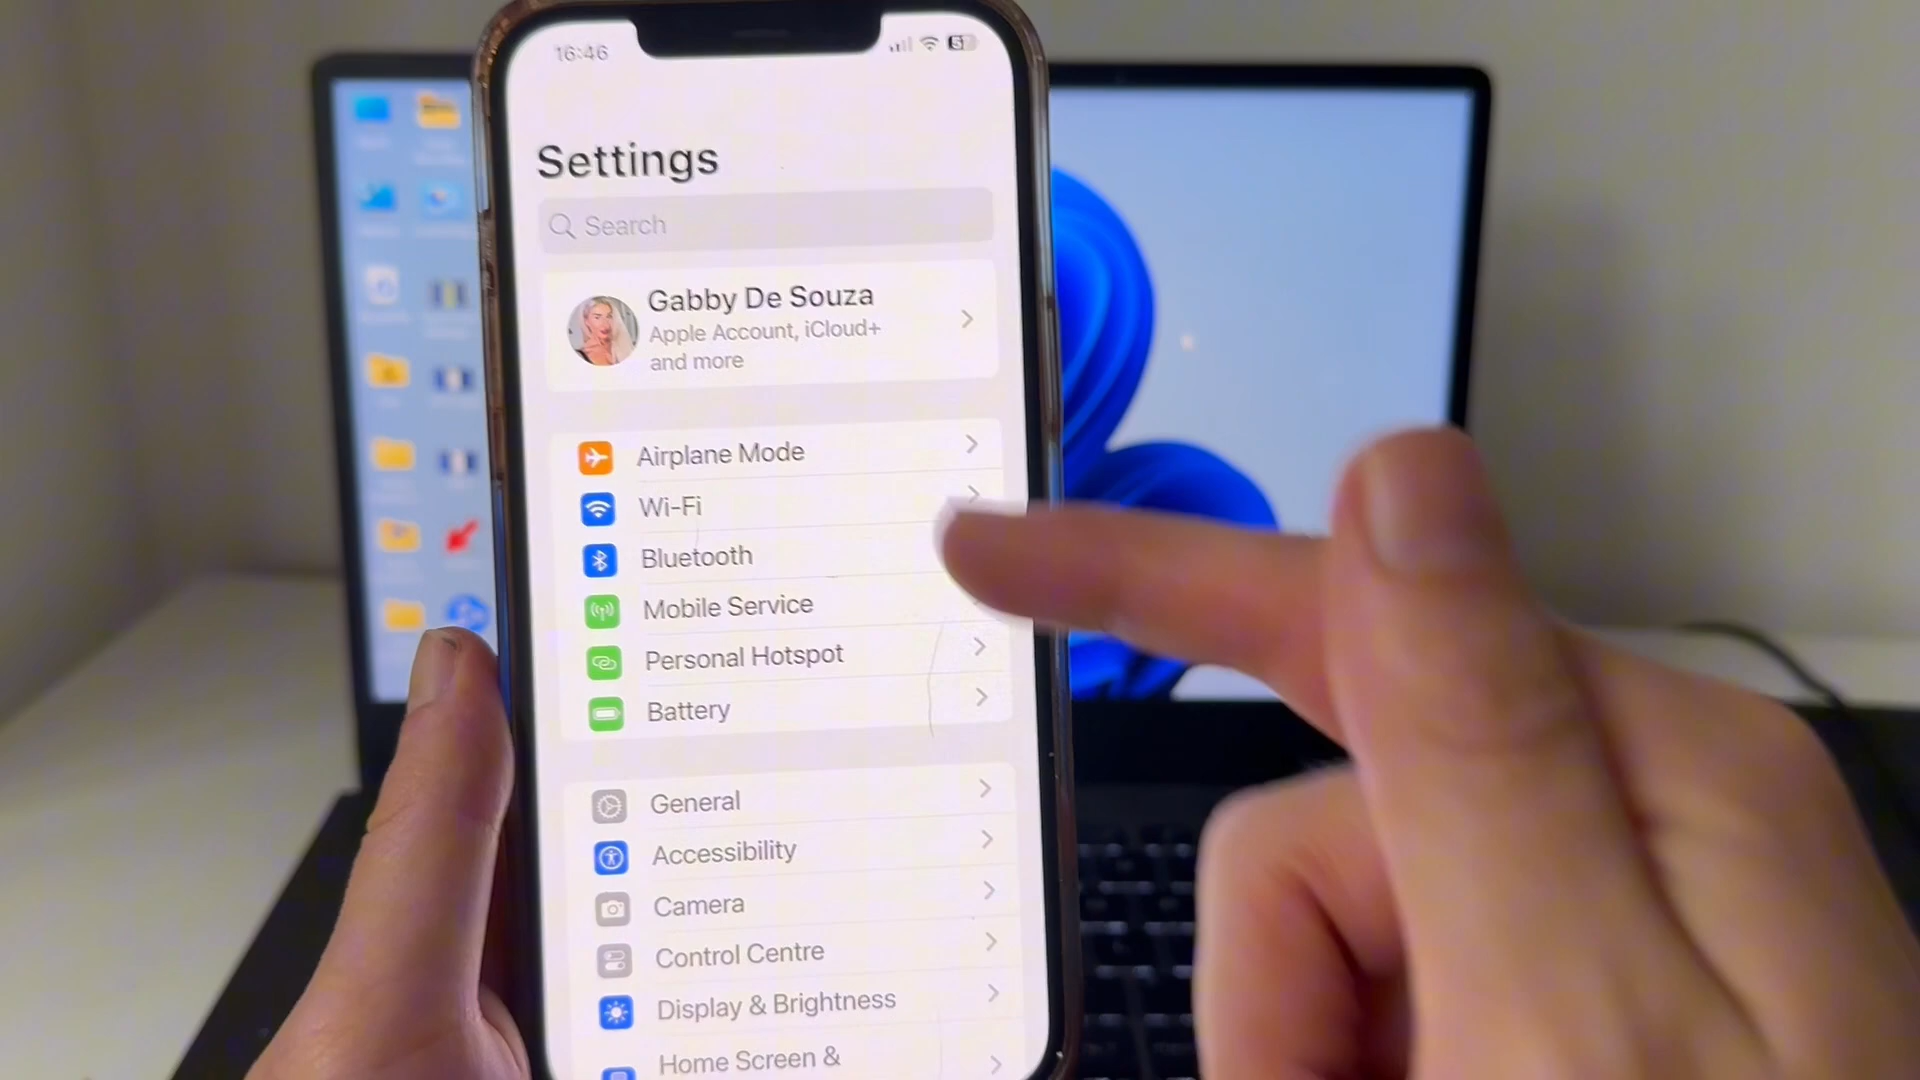 16:46
Settings
Search
Gabby De Souza
Apple Account, iCloud+
and more
Airplane Mode
Wi-Fi
Bluetooth
Mobile Service
Personal Hotspot
Battery
General
Accessibility
Camera
Control Centre
Display & Brightness
Home Screen &